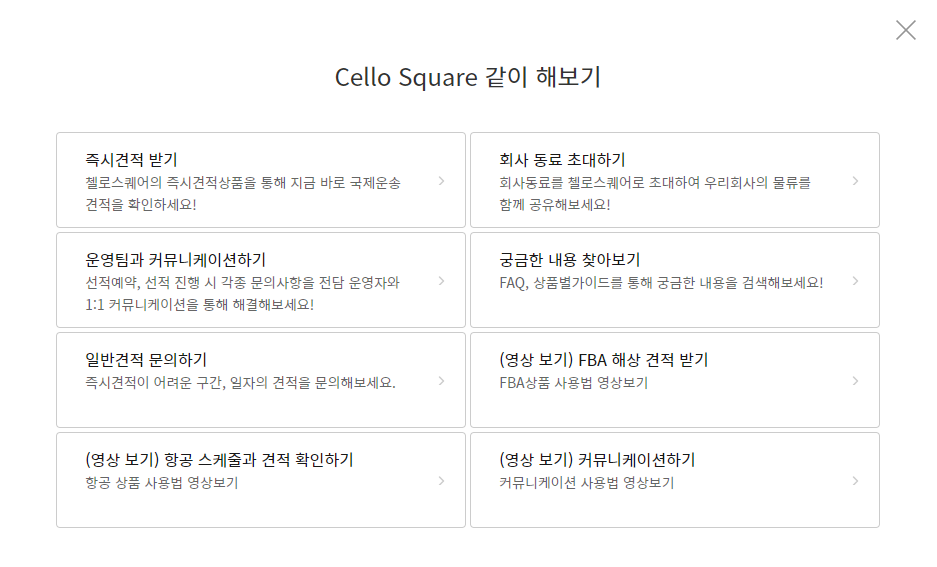 Cello Square 같이 해보기
즉시견적 받기
첼로스퀘어의 즉시견적상품을 통해 지금 바로 국제운송
견적을 확인하세요!
회사 동료 초대하기
회사동료를 첼로스퀘어로 초대하여 우리회사의 물류를
함께 공유해보세요!
운영팀과 커뮤니케이션하기
선적예약, 선적 진행 시 각종 문의사항을 전담 운영자와
1:1 커뮤니케이션을 통해 해결해보세요!
궁금한 내용 찾아보기
FAQ, 상품별가이드를 통해 궁금한 내용을 검색해보세요!
일반견적 문의하기
즉시견적이 어려운 구간, 일자의 견적을 문의해보세요.
(영상 보기) FBA 해상 견적 받기
FBA상품 사용법 영상보기
(영상 보기) 항공 스케줄과 견적 확인하기
항공 상품 사용법 영상보기
(영상 보기) 커뮤니케이션하기
커뮤니케이션 사용법 영상보기